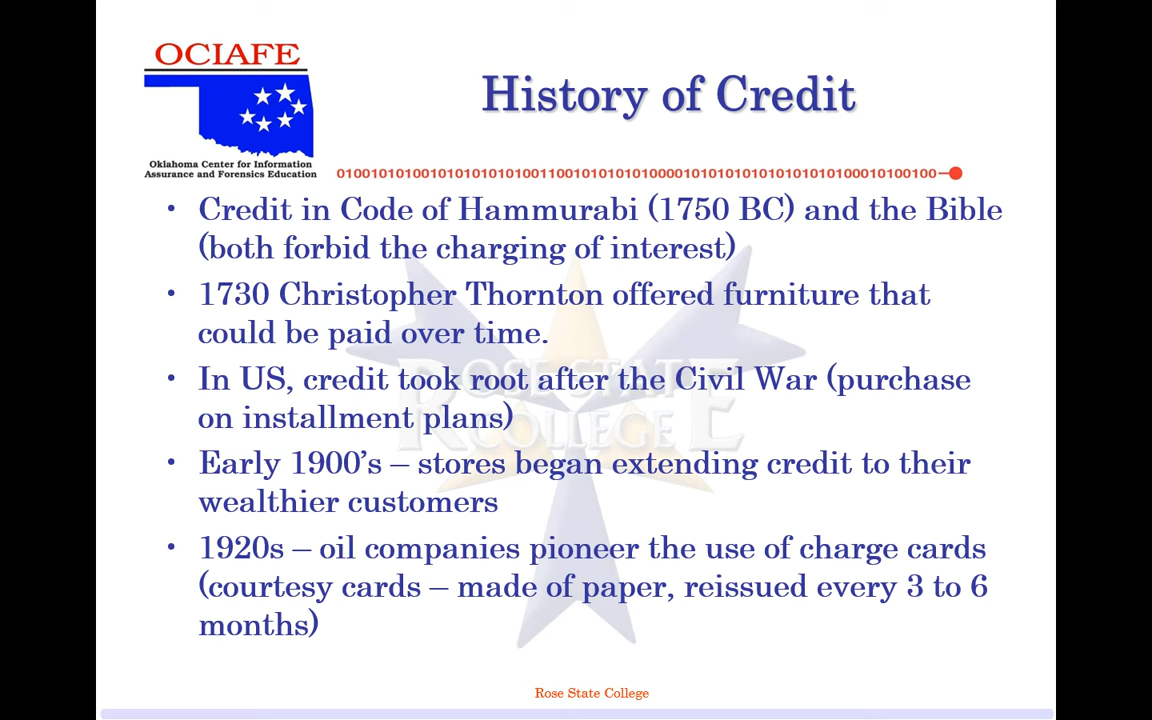 OCIAFE
Oklahoma Center for Information
Assurance and Forensics Education
History of Credit
• Credit in Code of Hammurabi (1750 BC) and the Bible
(both forbid the charging of interest)
• 1730 Christopher Thornton offered furniture that
could be paid over time.
• In US, credit took root after the Civil War (purchase
on installment plans)
• Early 1900’s – stores began extending credit to their
wealthier customers
• 1920s – oil companies pioneer the use of charge cards
(courtesy cards – made of paper, reissued every 3 to 6
months)
ROSE STATE
COLLEGE
Rose State College